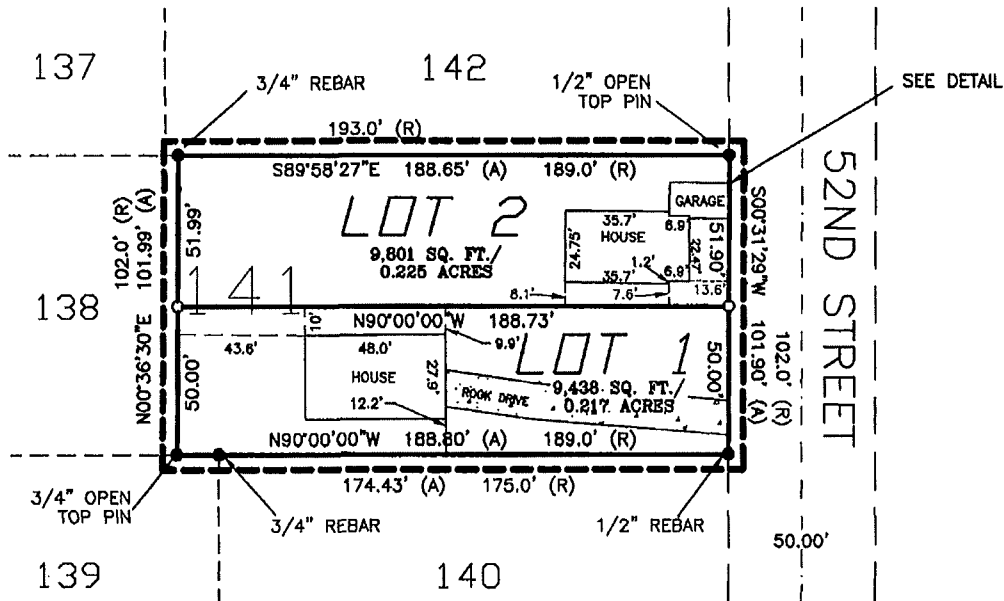 137
142
3/4" REBAR
1/2" OPEN
TOP PIN
SEE DETAIL
193.0' (R)
S89°58'27"E 188.65' (A) 189.0' (R)
LOT 2
9,801 SQ. FT./
0.225 ACRES
GARAGE
35.7'
HOUSE
6.9'
24.75'
22.47'
35.7'
1.2'
6.9'
8.1'
7.6'
13.6'
51.99'
51.90'
102.0' (R)
101.99' (A)
N00°36'30"E
S00°31'29"W
101.90' (A)
102.0' (R)
52ND STREET
138
141
N90°00'00"W 188.73'
10'
43.6'
48.0'
9.9'
LOT 1
HOUSE
27.9'
9,438 SQ. FT./
0.217 ACRES
ROCK DRIVE
12.2'
50.00'
50.00'
N90°00'00"W 188.80' (A) 189.0' (R)
174.43' (A) 175.0' (R)
3/4" OPEN
TOP PIN
3/4" REBAR
1/2" REBAR
50.00'
139
140